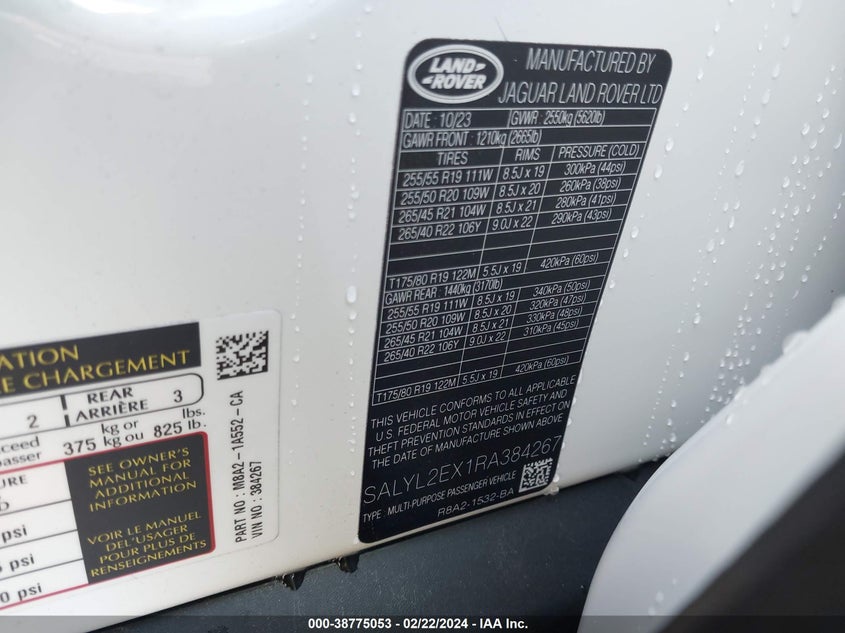 LAND
ROVER
MANUFACTURED BY
JAGUAR LAND ROVER LTD
DATE : 10/23 GVWR : 2550kg (5620lb)
GAWR FRONT : 1210kg (2665lb)
TIRES RIMS PRESSURE (COLD)
255/55 R19 111W 8.5J x 19 300kPa (44psi)
255/50 R20 109W 8.5J x 20 260kPa (38psi)
265/45 R21 104W 8.5J x 21 280kPa (41psi)
265/40 R22 106Y 9.0J x 22 290kPa (43psi)
T175/80 R19 122M 5.5J x 19 420kPa (60psi)
GAWR REAR : 1440kg (3170lb)
255/55 R19 111W 8.5J x 19 340kPa (50psi)
255/50 R20 109W 8.5J x 20 320kPa (47psi)
265/45 R21 104W 8.5J x 21 330kPa (48psi)
265/40 R22 106Y 9.0J x 22 310kPa (45psi)
T175/80 R19 122M 5.5J x 19 420kPa (60psi)
THIS VEHICLE CONFORMS TO ALL APPLICABLE
U.S. FEDERAL MOTOR VEHICLE SAFETY AND
THEFT PREVENTION STANDARDS IN EFFECT ON
THE DATE OF MANUFACTURE SHOWN ABOVE
SALYL2EX1RA384267
TYPE : MULTI-PURPOSE PASSENGER VEHICLE
R8A2-1532-BA
CHARGEMENT
2 REAR ARRIÈRE 3
375 kg or kg ou 825 lbs. lb.
SEE OWNER'S
MANUAL FOR
ADDITIONAL
INFORMATION
VOIR LE MANUEL
DEL'USAGER
POUR PLUS DE
RENSEIGNEMENTS
psi
psi
psi
PART NO : M8A2-1A552-CA
VIN NO : 384267
000-38775053 - 02/22/2024 - IAA Inc.